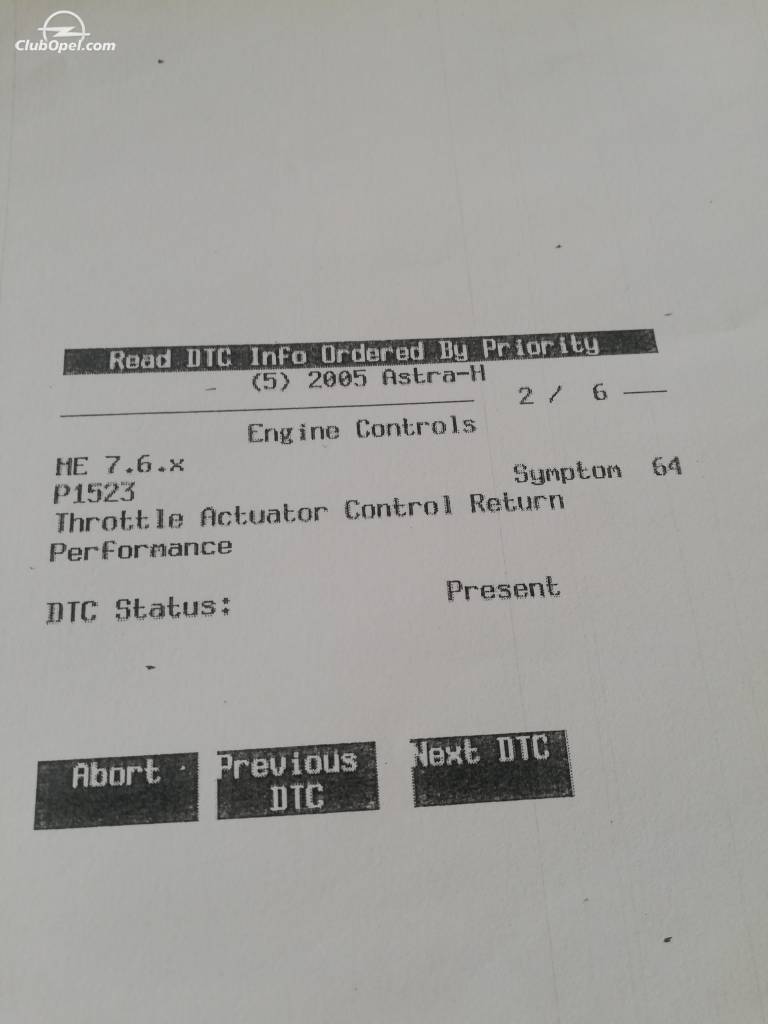 ClubOpel.com
Read DTC Info Ordered By Priority
(5) 2005 Astra-H
2 / 6
Engine Controls
ME 7.6.x
P1523 Symptom 64
Throttle Actuator Control Return
Performance
DTC Status: Present
Abort Previous DTC Next DTC